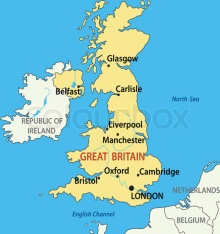 Glasgow
Belfast
Carlisle
North Sea
REPUBLIC OF
IRELAND
Liverpool
Manchester
GREAT BRITAIN
Oxford
Cambridge
Bristol
LONDON
NETHERLANDS
English Channel
BELGIUM